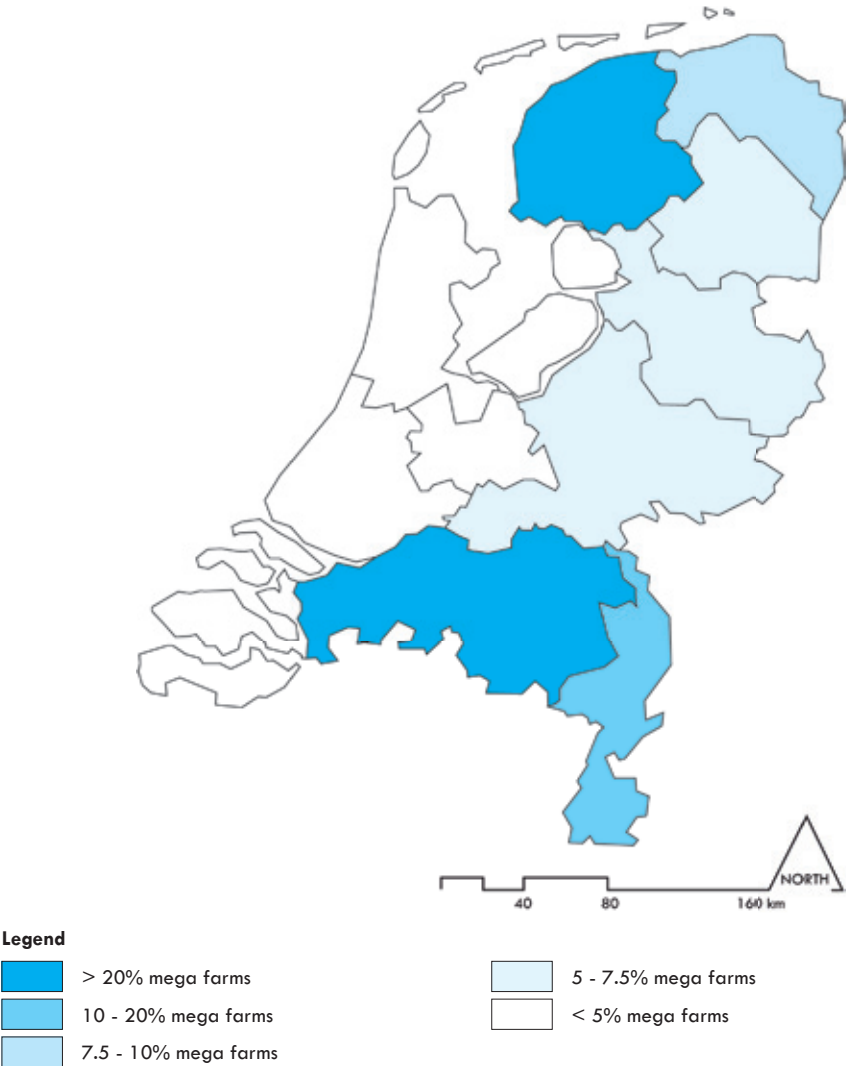 NORTH
40 80 160 km
Legend
> 20% mega farms
10 - 20% mega farms
7.5 - 10% mega farms
5 - 7.5% mega farms
< 5% mega farms